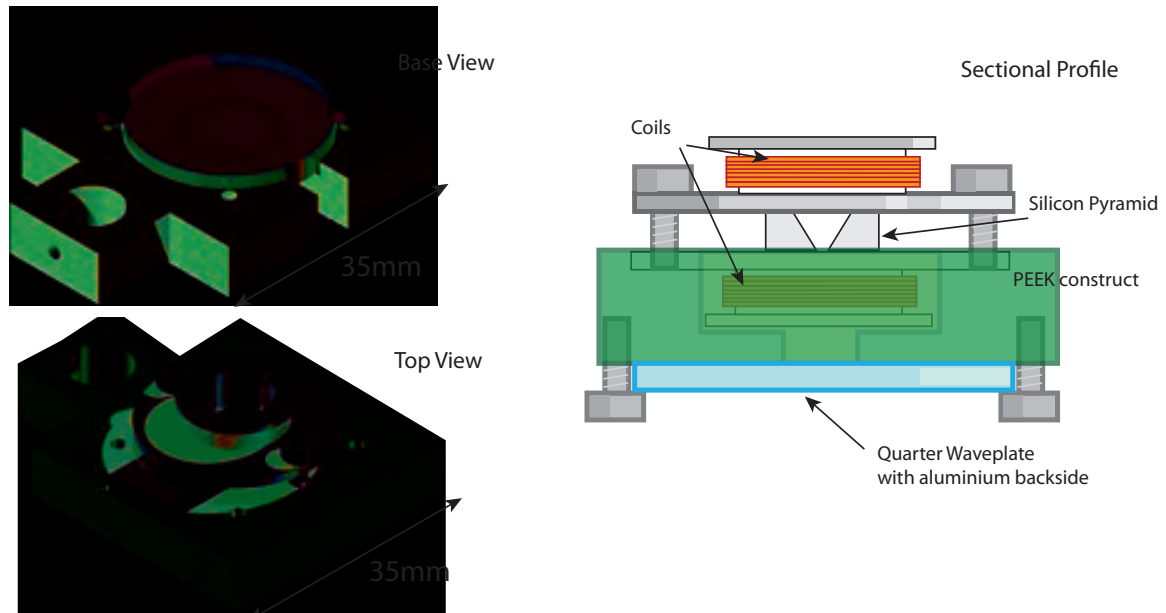 Base View
35mm
Top View
35mm
Sectional Profile
Coils
Silicon Pyramid
PEEK construct
Quarter Waveplate
with aluminium backside